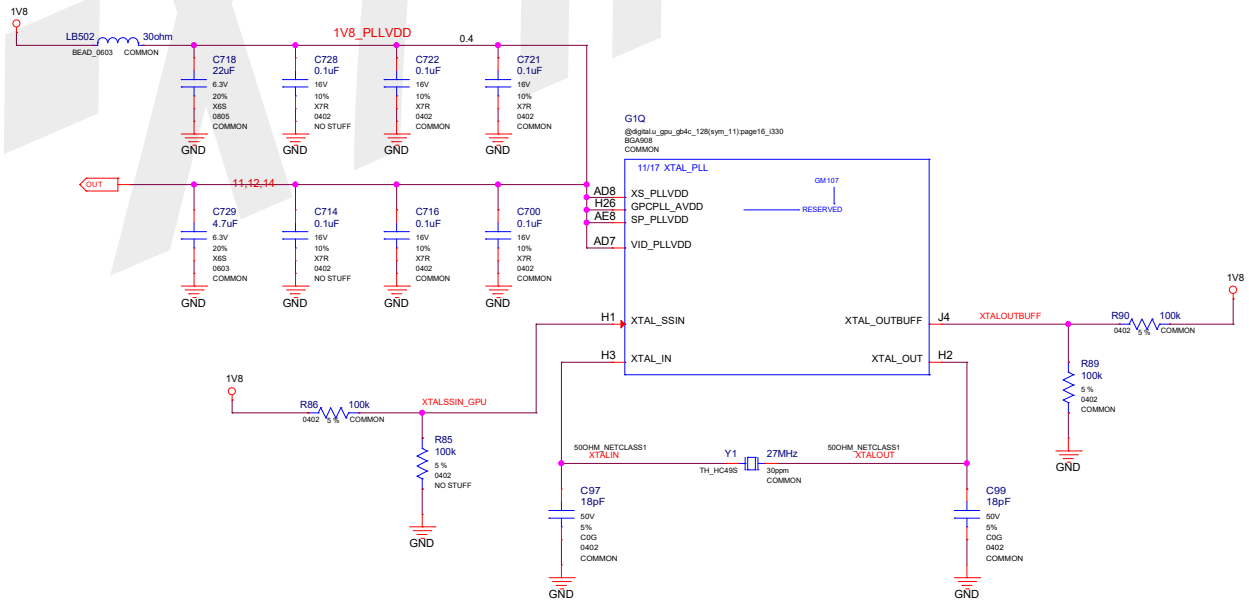 1V8
LB502 30ohm
BEAD_0603 COMMON
1V8_PLLVDD
0.4
C718
22uF
6.3V
20%
X6S
0805
COMMON
GND
C728
0.1uF
16V
10%
X7R
0402
NO STUFF
GND
C722
0.1uF
16V
10%
X7R
0402
COMMON
GND
C721
0.1uF
16V
10%
X7R
0402
COMMON
GND
OUT
11,12,14
C729
4.7uF
6.3V
20%
X6S
0603
COMMON
GND
C714
0.1uF
16V
10%
X7R
0402
NO STUFF
GND
C716
0.1uF
16V
10%
X7R
0402
COMMON
GND
C700
0.1uF
16V
10%
X7R
0402
COMMON
GND
G1Q
@digital.u_gpu_gb4c_128(sym_11):page16_i330
BGA908
COMMON
11/17 XTAL_PLL
GM107
RESERVED
AD8 XS_PLLVDD
H26 GPCPLL_AVDD
AE8 SP_PLLVDD
AD7 VID_PLLVDD
H1 XTAL_SSIN
H3 XTAL_IN
XTAL_OUTBUFF J4
XTAL_OUT H2
XTALOUTBUFF
R90 100k
0402 5 % COMMON
1V8
R89
100k
5 %
0402
COMMON
GND
1V8
R86 100k
0402 5 % COMMON
XTALSSIN_GPU
R85
100k
5 %
0402
NO STUFF
GND
50OHM_NETCLASS1
XTALIN
Y1 27MHz
TH_HC49S 30ppm
COMMON
50OHM_NETCLASS1
XTALOUT
C97
18pF
50V
5%
C0G
0402
COMMON
GND
C99
18pF
50V
5%
C0G
0402
COMMON
GND